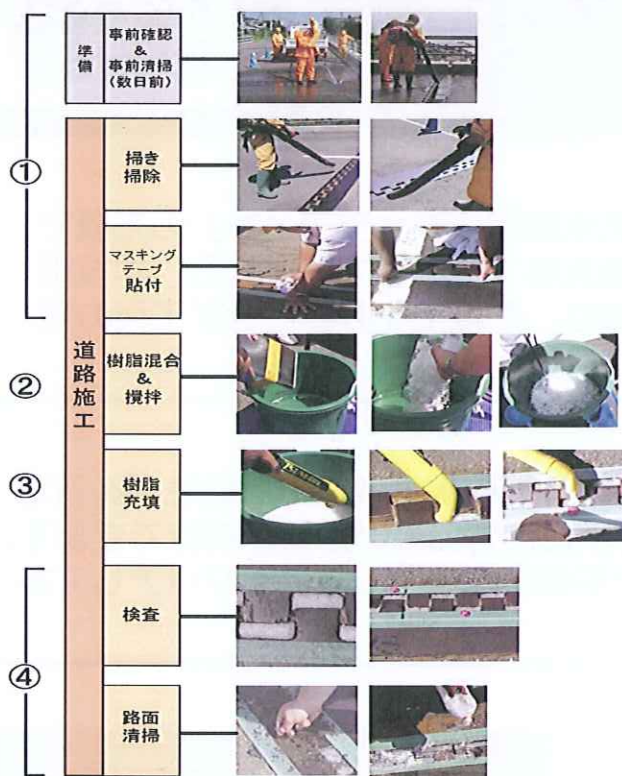 ①
準備
事前確認
&
事前清掃
(数日前)
道路施工
掃き
掃除
マスキング
テープ
貼付
②
樹脂混合
&
攪拌
③
樹脂
充填
④
検査
路面
清掃